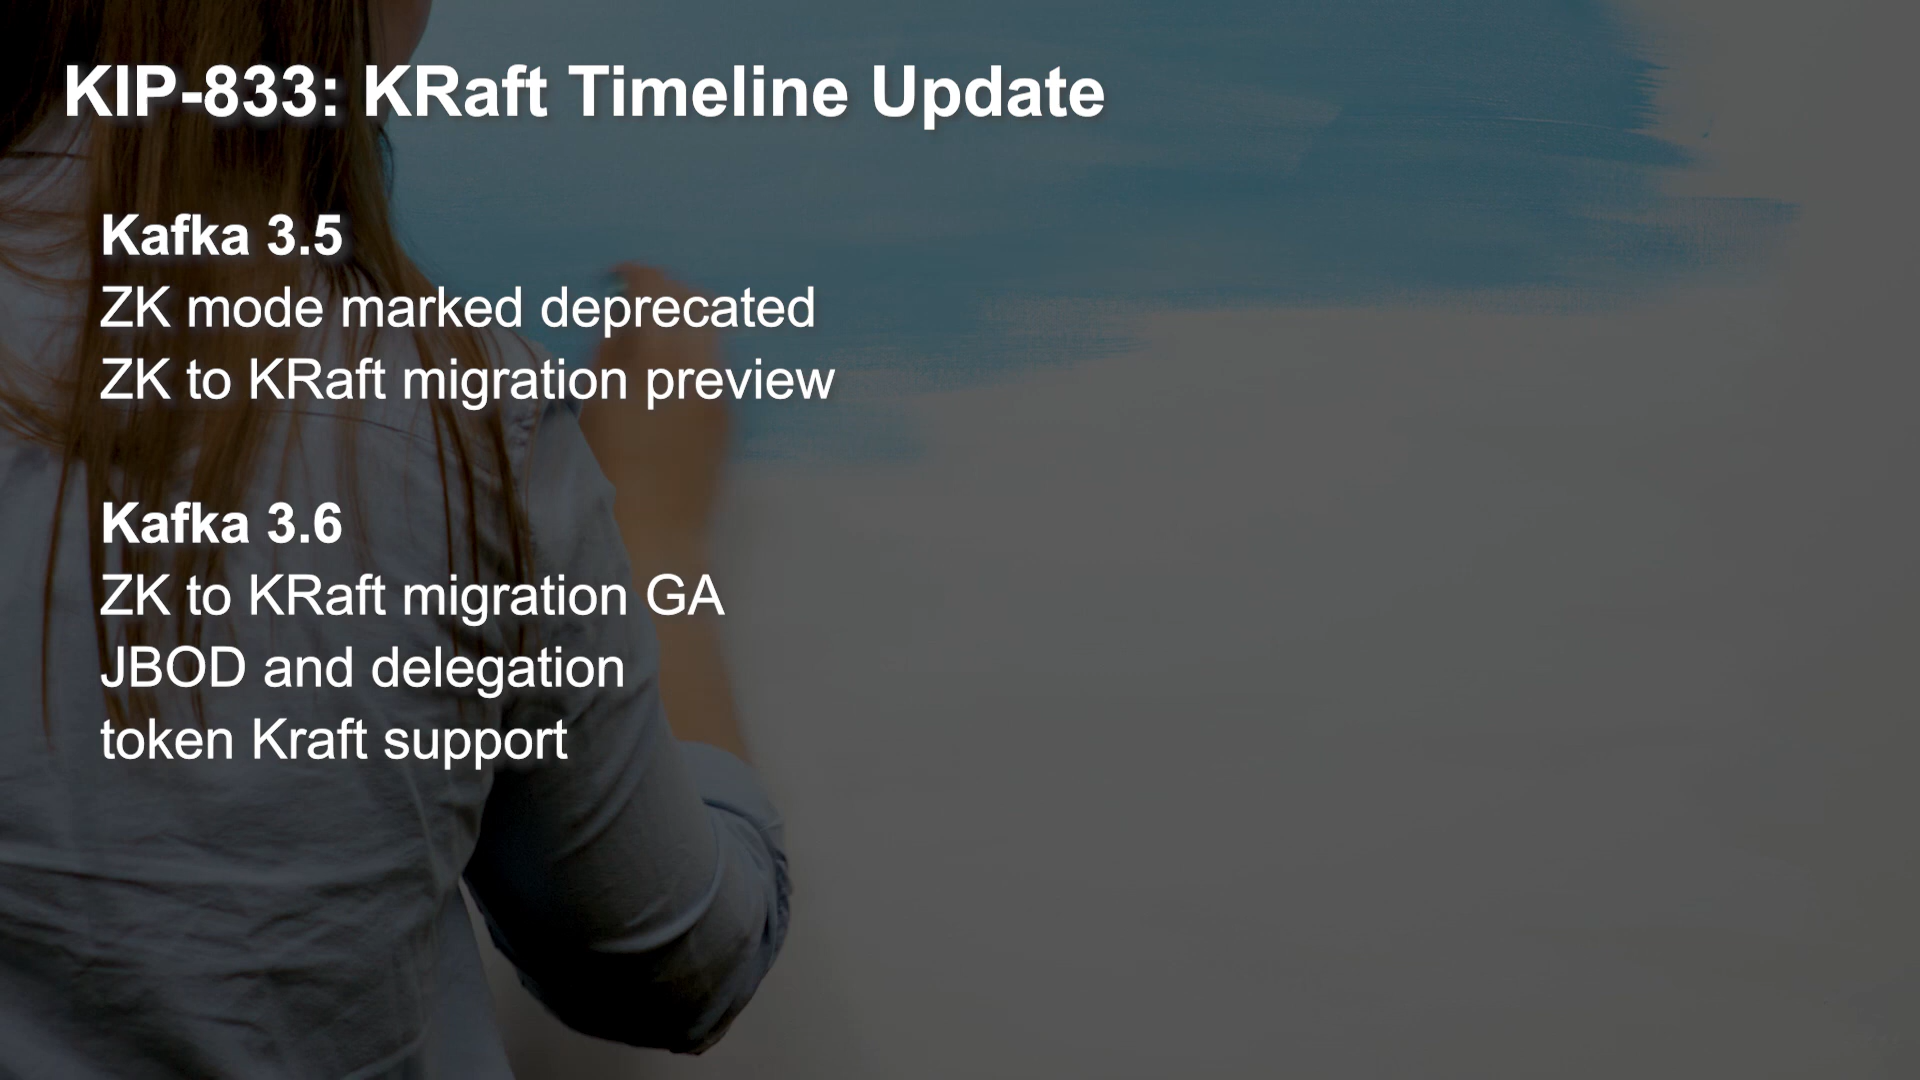 KIP-833: KRaft Timeline Update
Kafka 3.5
ZK mode marked deprecated
ZK to KRaft migration preview
Kafka 3.6
ZK to KRaft migration GA
JBOD and delegation
token Kraft support